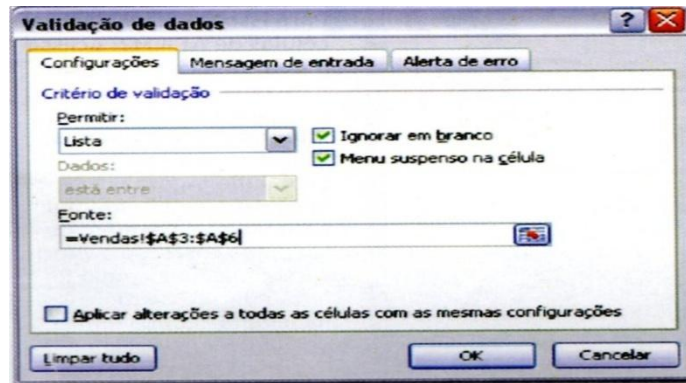 Validação de dados
Configurações Mensagem de entrada Alerta de erro
Critério de validação
Permitir:
Lista
Ignorar em branco
Menu suspenso na célula
Dados:
está entre
Fonte:
=Vendas!$A$3:$A$6
Aplicar alterações a todas as células com as mesmas configurações
Limpar tudo OK Cancelar